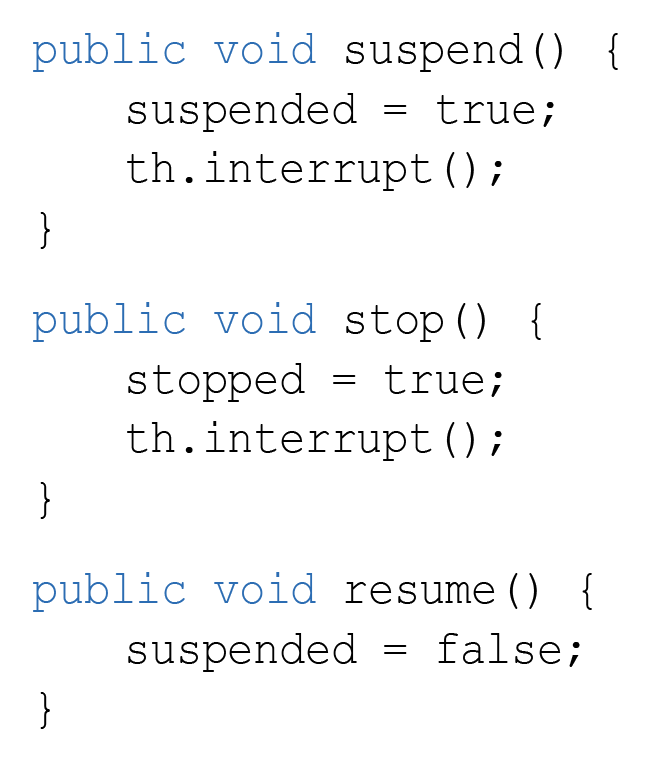 public void suspend() {
    suspended = true;
    th.interrupt();
}
public void stop() {
    stopped = true;
    th.interrupt();
}
public void resume() {
    suspended = false;
}